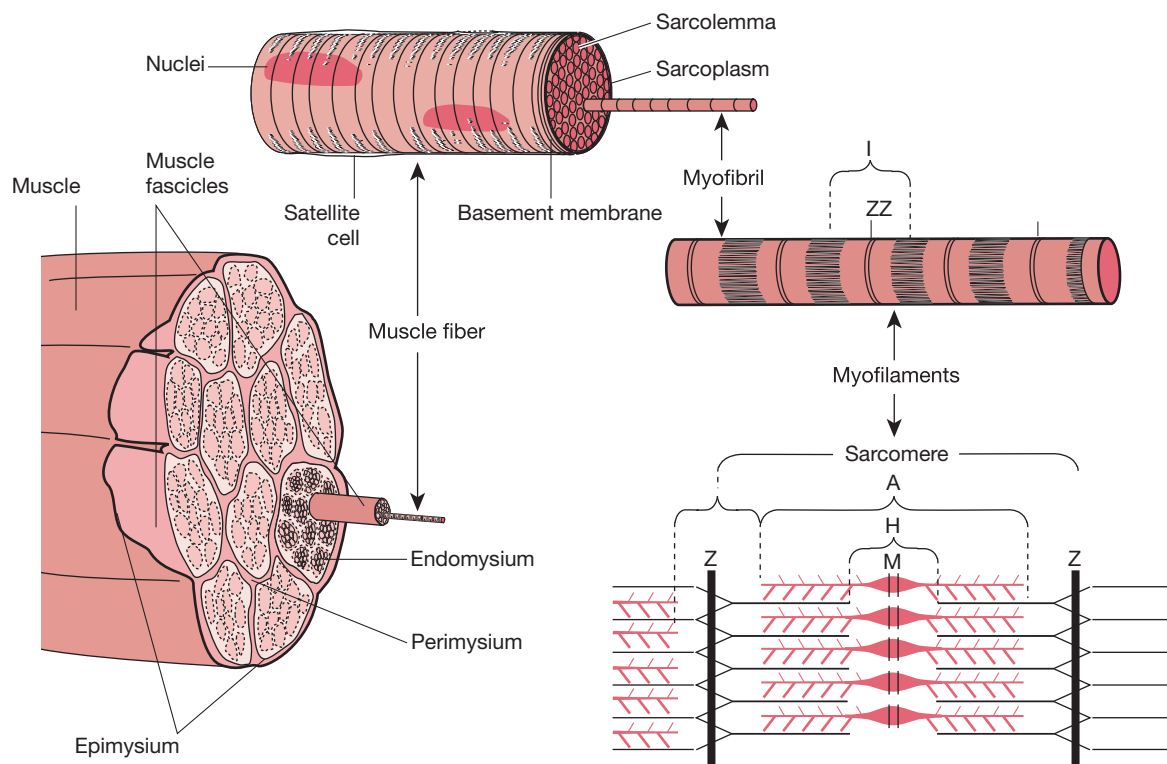 Sarcolemma
Nuclei
Sarcoplasm
Muscle
fascicles
I
Muscle
Myofibril
Satellite
cell
Basement membrane
ZZ
Muscle fiber
Myofilaments
Sarcomere
A
H
Endomysium
Z
M
Z
Perimysium
Epimysium